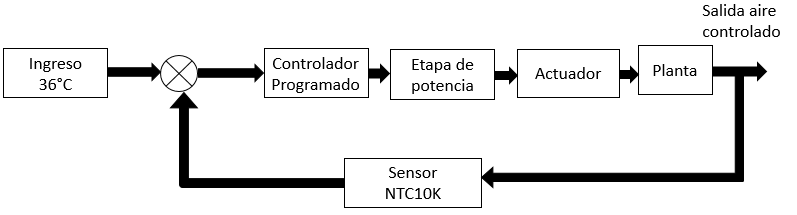 Salida aire
controlado
Ingreso
36°C
Controlador
Programado
Etapa de
potencia
Actuador
Planta
Sensor
NTC10K